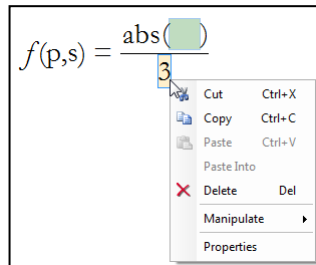 f(p,s) = abs( )
3
Cut Ctrl+X
Copy Ctrl+C
Paste Ctrl+V
Paste Into
Delete Del
Manipulate
Properties